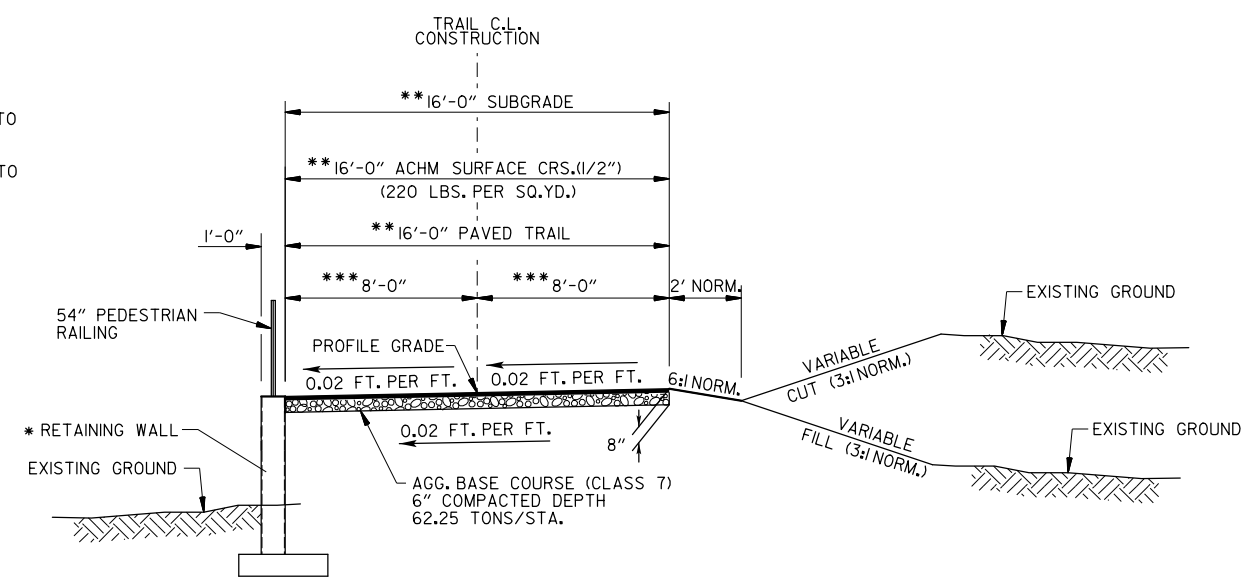 TRAIL C.L.
CONSTRUCTION
**16'-0" SUBGRADE
TO
**16'-0" ACHM SURFACE CRS.(1/2")
TO
(220 LBS. PER SQ.YD.)
1'-0"
**16'-0" PAVED TRAIL
***8'-0"
***8'-0"
2' NORM.
EXISTING GROUND
54" PEDESTRIAN
RAILING
PROFILE GRADE
VARIABLE
CUT (3:1 NORM.)
0.02 FT. PER FT.
0.02 FT. PER FT.
6:1 NORM.
* RETAINING WALL
0.02 FT. PER FT.
8"
VARIABLE
FILL (3:1 NORM.)
EXISTING GROUND
EXISTING GROUND
AGG. BASE COURSE (CLASS 7)
6" COMPACTED DEPTH
62.25 TONS/STA.